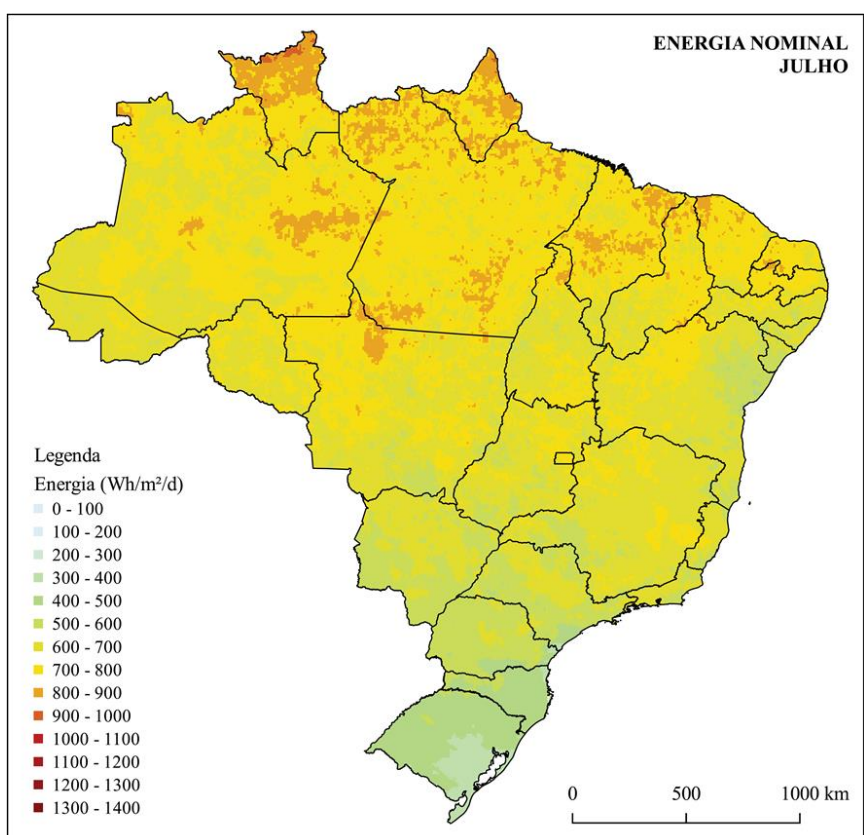 ENERGIA NOMINAL
JULHO
Legenda
Energia (Wh/m²/d)
0 - 100
100 - 200
200 - 300
300 - 400
400 - 500
500 - 600
600 - 700
700 - 800
800 - 900
900 - 1000
1000 - 1100
1100 - 1200
1200 - 1300
1300 - 1400
0 500 1000 km